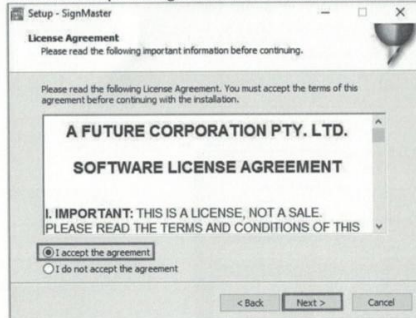 Setup - SignMaster
License Agreement
Please read the following important information before continuing.
Please read the following License Agreement. You must accept the terms of this
agreement before continuing with the installation.
A FUTURE CORPORATION PTY. LTD.
SOFTWARE LICENSE AGREEMENT
I. IMPORTANT: THIS IS A LICENSE, NOT A SALE.
PLEASE READ THE TERMS AND CONDITIONS OF THIS
I accept the agreement
I do not accept the agreement
< Back Next > Cancel